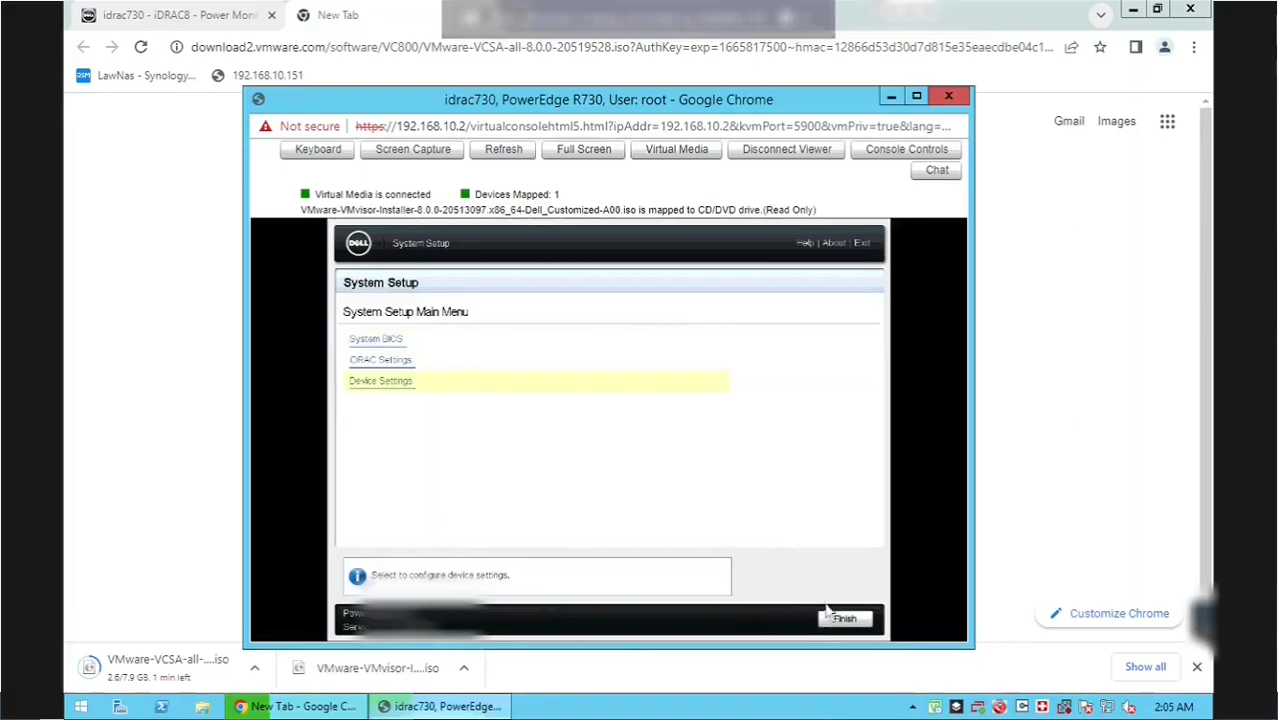 idrac730 - iDRAC8 - Power Mon
New Tab
download2.vmware.com/software/VC800/VMware-VCSA-all-8.0.0-20519528.iso?AuthKey=exp=1665817500~hmac=12866d53d30d7d815e35eaecdbe04c1...
LawNas - Synology...
192.168.10.151
Gmail
Images
idrac730, PowerEdge R730, User: root - Google Chrome
Not secure
https://192.168.10.2/virtualconsolehtml5.html?ipAddr=192.168.10.2&kvmPort=5900&vmPriv=true&lang=...
Keyboard
Screen Capture
Refresh
Full Screen
Virtual Media
Disconnect Viewer
Console Controls
Chat
Virtual Media is connected
Devices Mapped: 1
VMware-VMvisor-Installer-8.0.0-20513097.x86_64-Dell_Customized-A00.iso is mapped to CD/DVD drive.(Read Only)
DELL
System Setup
Help | About | Exit
System Setup
System Setup Main Menu
System BIOS
iDRAC Settings
Device Settings
Select to configure device settings.
Finish
Customize Chrome
VMware-VCSA-all-....iso
2.6/7.9 GB, 1 min left
VMware-VMvisor-I....iso
Show all
New Tab - Google C...
idrac730, PowerEdge...
2:05 AM